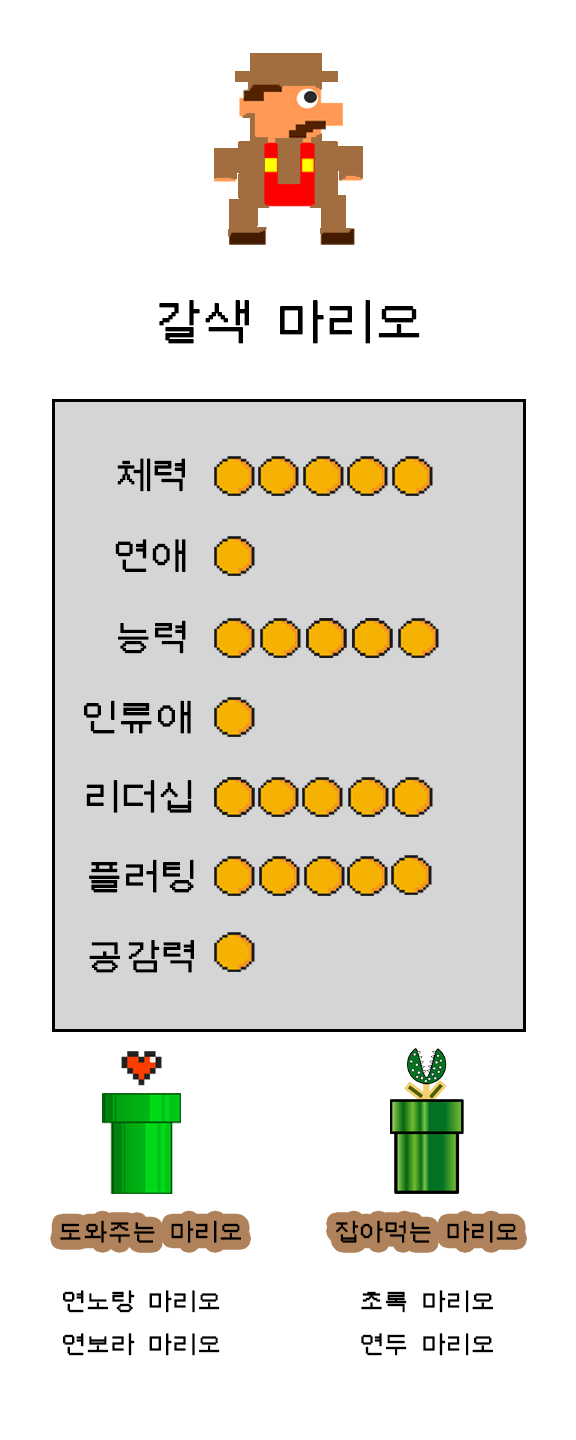 갈색 마리오
체력
연애
능력
인류애
리더십
플러팅
공감력
도와주는 마리오
잡아먹는 마리오
연노랑 마리오
초록 마리오
연보라 마리오
연두 마리오